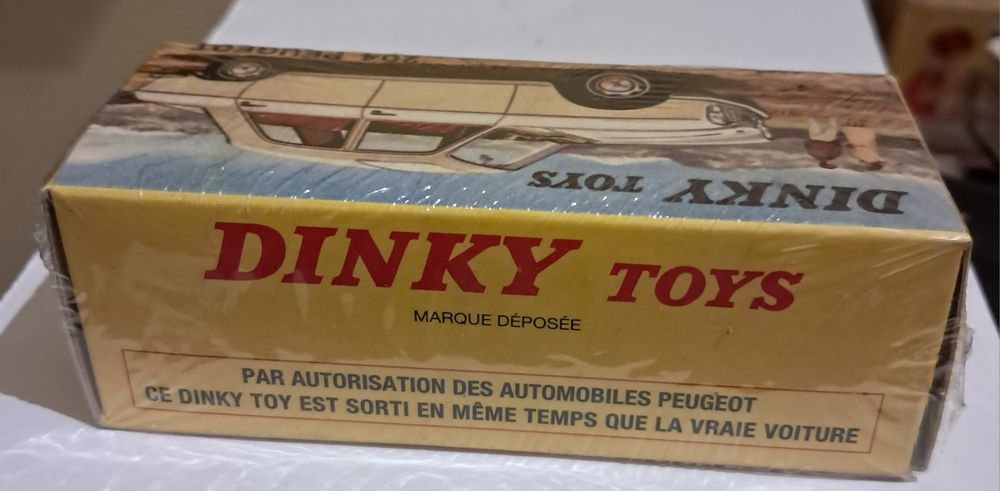 204 PEUGEOT
DINKY TOYS
DINKY TOYS
MARQUE DÉPOSÉE
PAR AUTORISATION DES AUTOMOBILES PEUGEOT
CE DINKY TOY EST SORTI EN MÊME TEMPS QUE LA VRAIE VOITURE